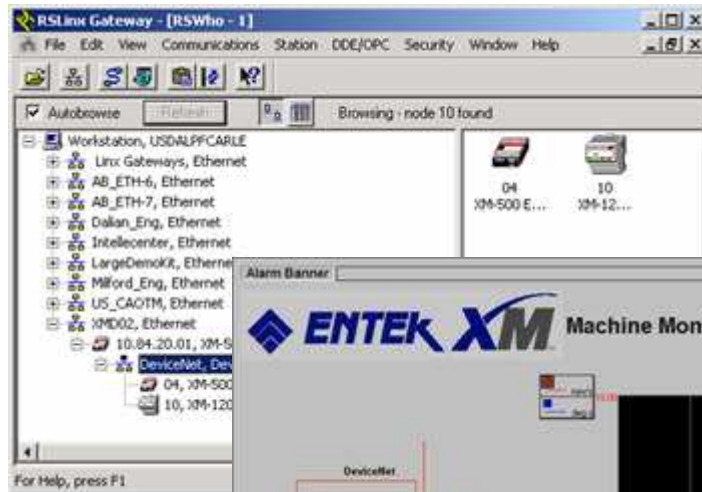 RSLinx Gateway - [RSWho - 1]
File Edit View Communications Station DDE/OPC Security Window Help
Autobrowse Refresh Browsing - node 10 found
Workstation, USDALPFCARLE
Linx Gateways, Ethernet
AB_ETH-6, Ethernet
AB_ETH-7, Ethernet
Dalian_Eng, Ethernet
Intellecenter, Ethernet
LargeDemoKit, Etherne
Milford_Eng, Ethernet
US_CAOTM, Ethernet
XMD02, Ethernet
10.84.20.01, XM-5
DeviceNet, Dev
04, XM-500
10, XM-120
04
XM-500 E...
10
XM-12...
For Help, press F1
Alarm Banner
ENTEK XM Machine Mon
10.00
DeviceNet